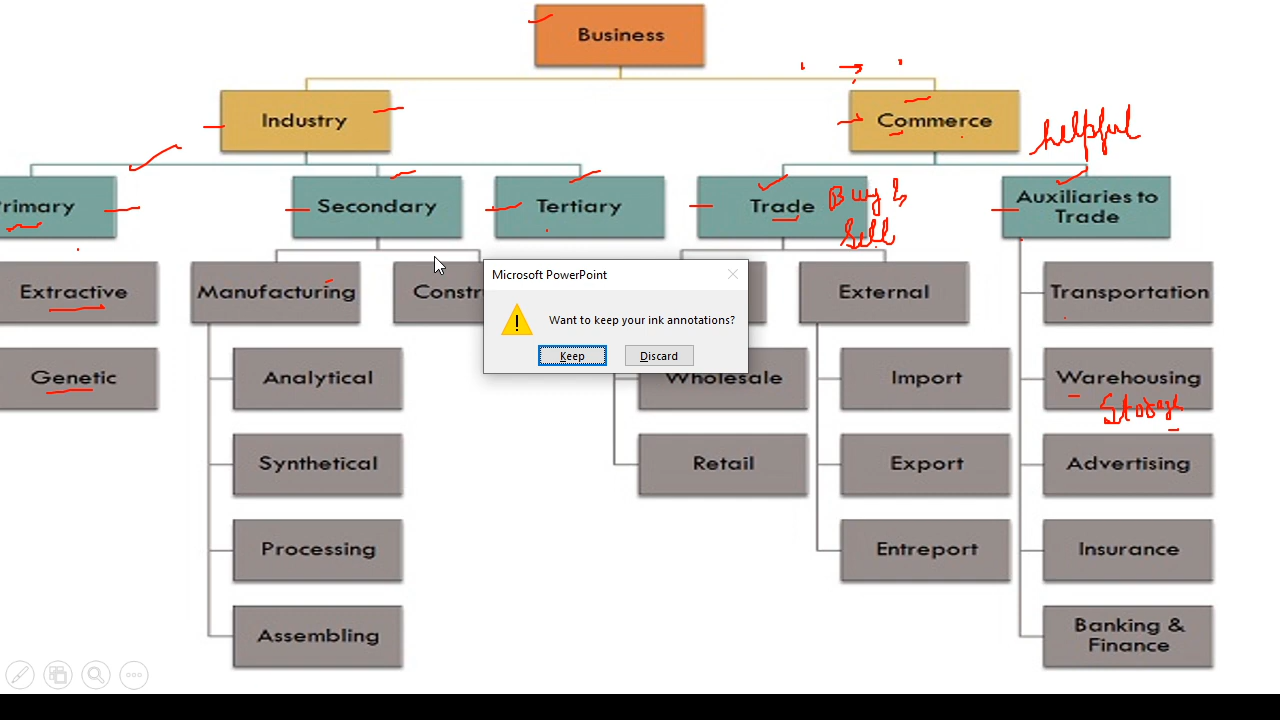 Business
Industry
Commerce
helpful
Primary
Secondary
Tertiary
Trade
Buy &
Sell
Auxiliaries to
Trade
Extractive
Manufacturing
Constr
External
Transportation
Microsoft PowerPoint
Want to keep your ink annotations?
Keep
Discard
Genetic
Analytical
Wholesale
Import
Warehousing
Storage
Synthetical
Retail
Export
Advertising
Processing
Entreport
Insurance
Assembling
Banking &
Finance